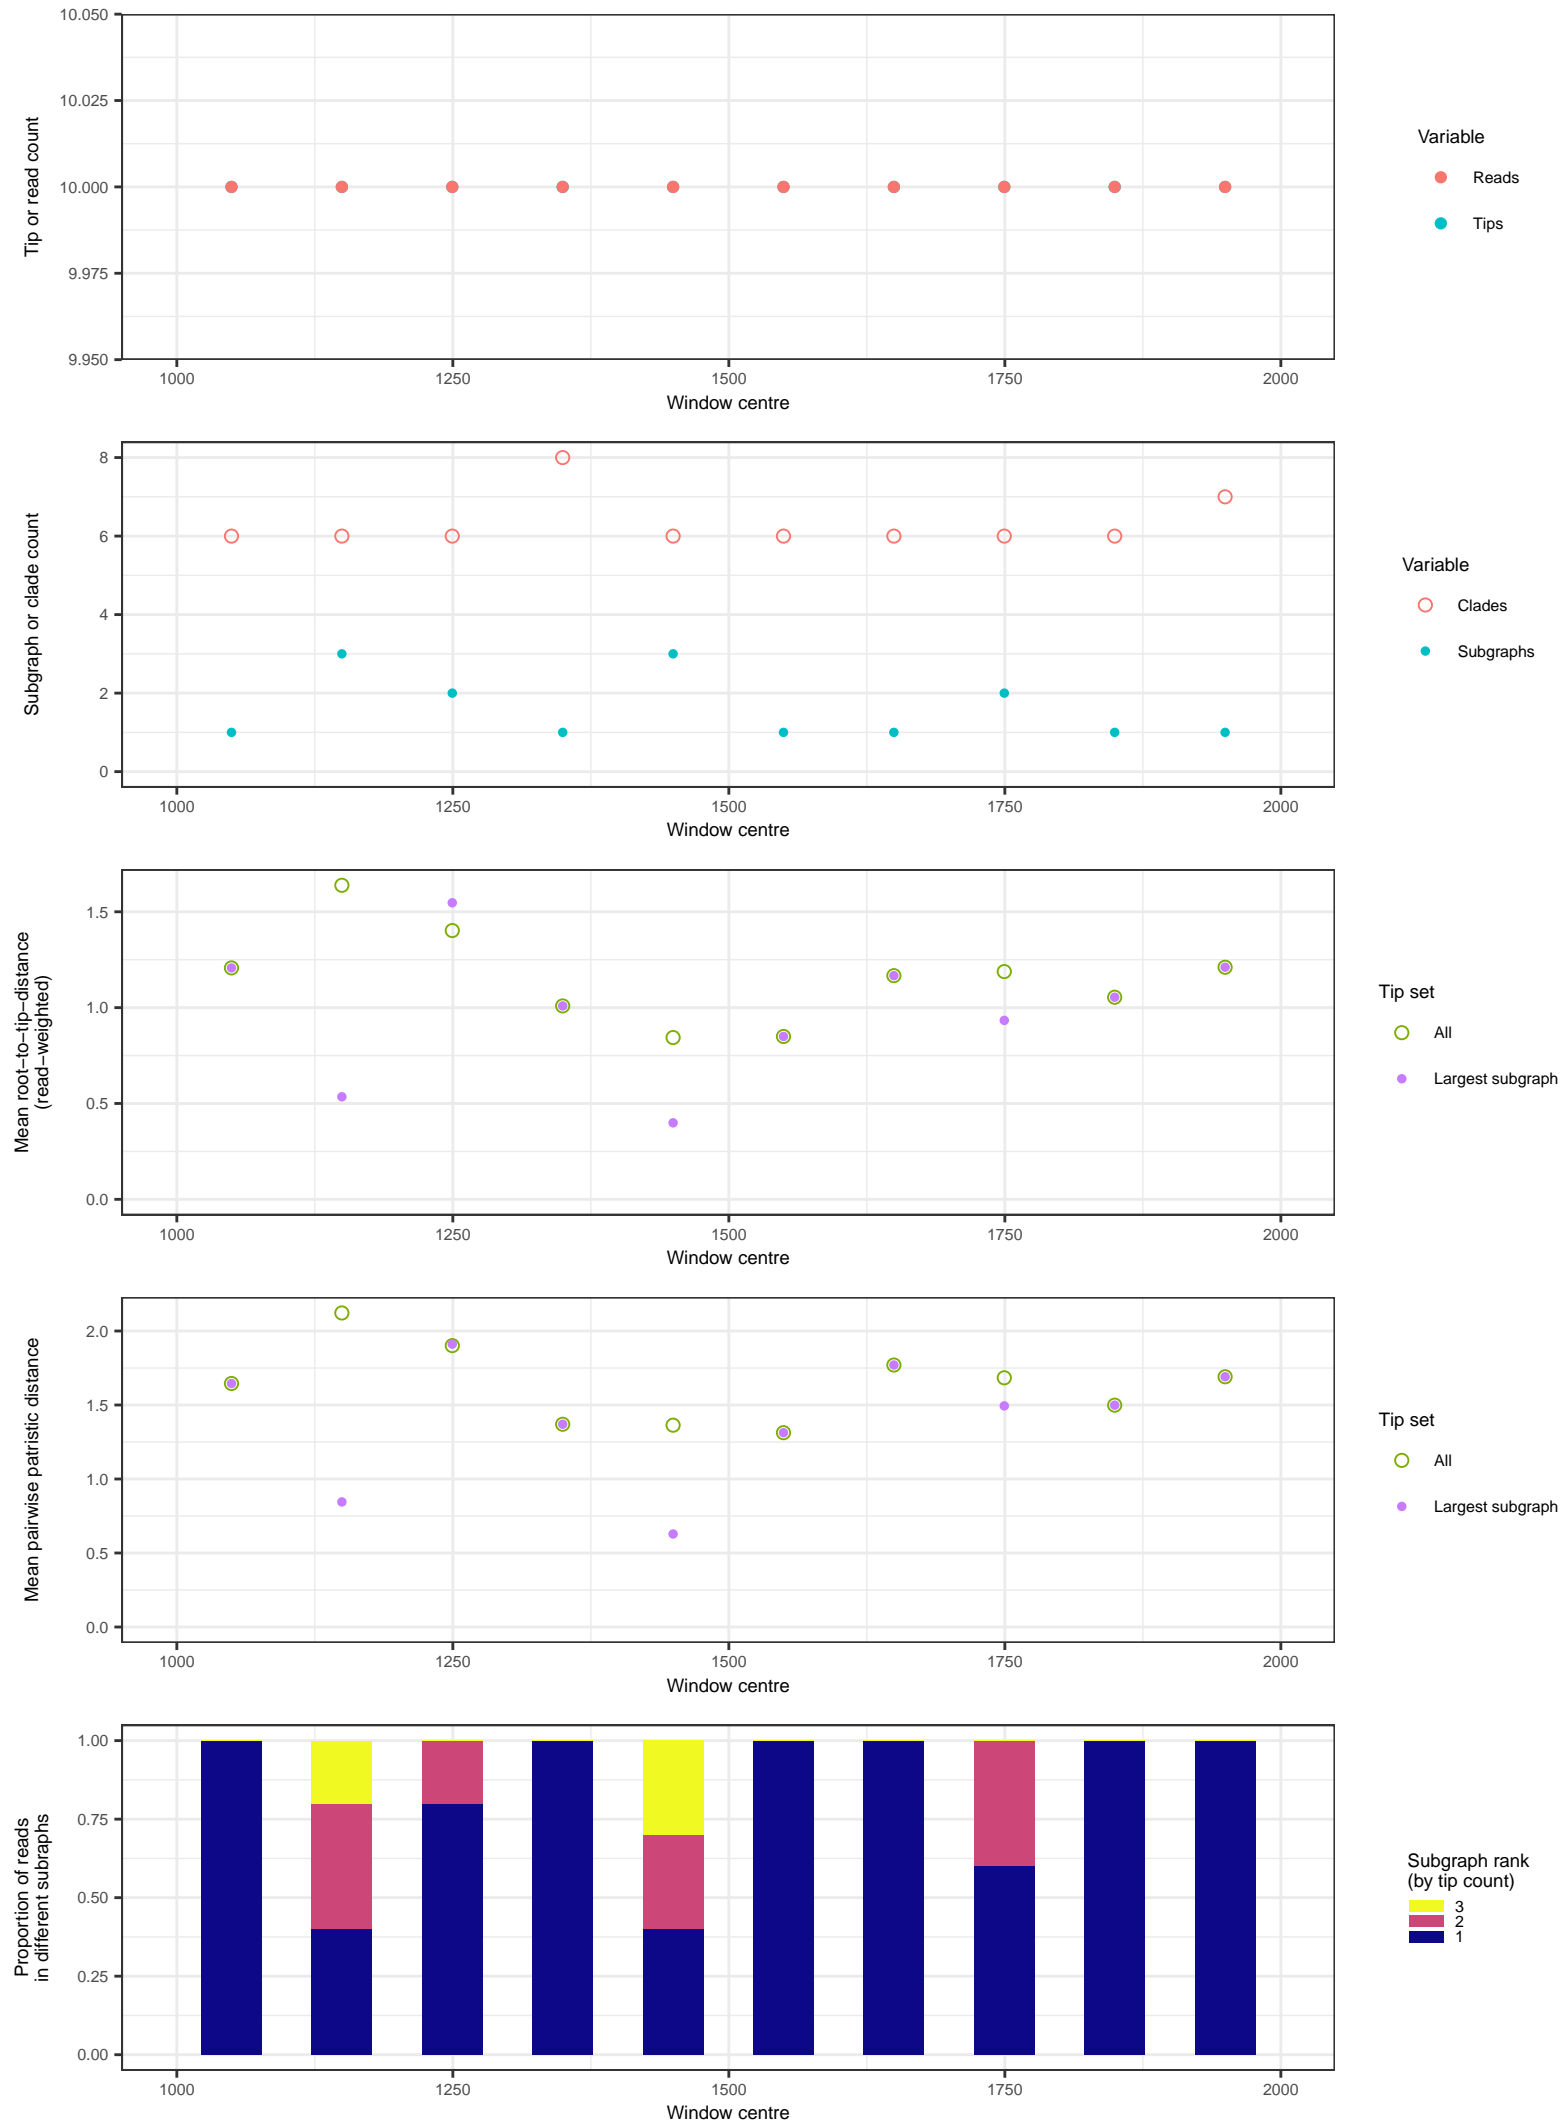 10.050
10.025
10.000
9.975
9.950
Tip or read count
1000 1250 1500 1750 2000
Window centre
Variable
Reads
Tips
8
6
4
2
0
Subgraph or clade count
1000 1250 1500 1750 2000
Window centre
Variable
Clades
Subgraphs
1.5
1.0
0.5
0.0
Mean root−to−tip−distance
(read−weighted)
1000 1250 1500 1750 2000
Window centre
Tip set
All
Largest subgraph
2.0
1.5
1.0
0.5
0.0
Mean pairwise patristic distance
1000 1250 1500 1750 2000
Window centre
Tip set
All
Largest subgraph
1.00
0.75
0.50
0.25
0.00
Proportion of reads
in different subraphs
1000 1250 1500 1750 2000
Window centre
Subgraph rank
(by tip count)
3
2
1